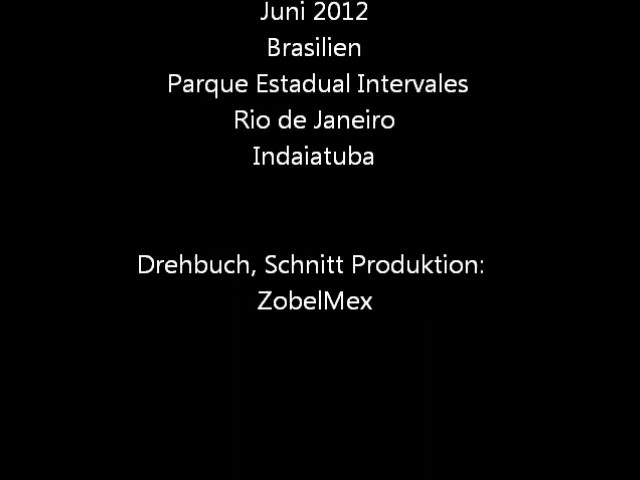 Juni 2012
Brasilien
Parque Estadual Intervales
Rio de Janeiro
Indaiatuba
Drehbuch, Schnitt Produktion:
ZobelMex